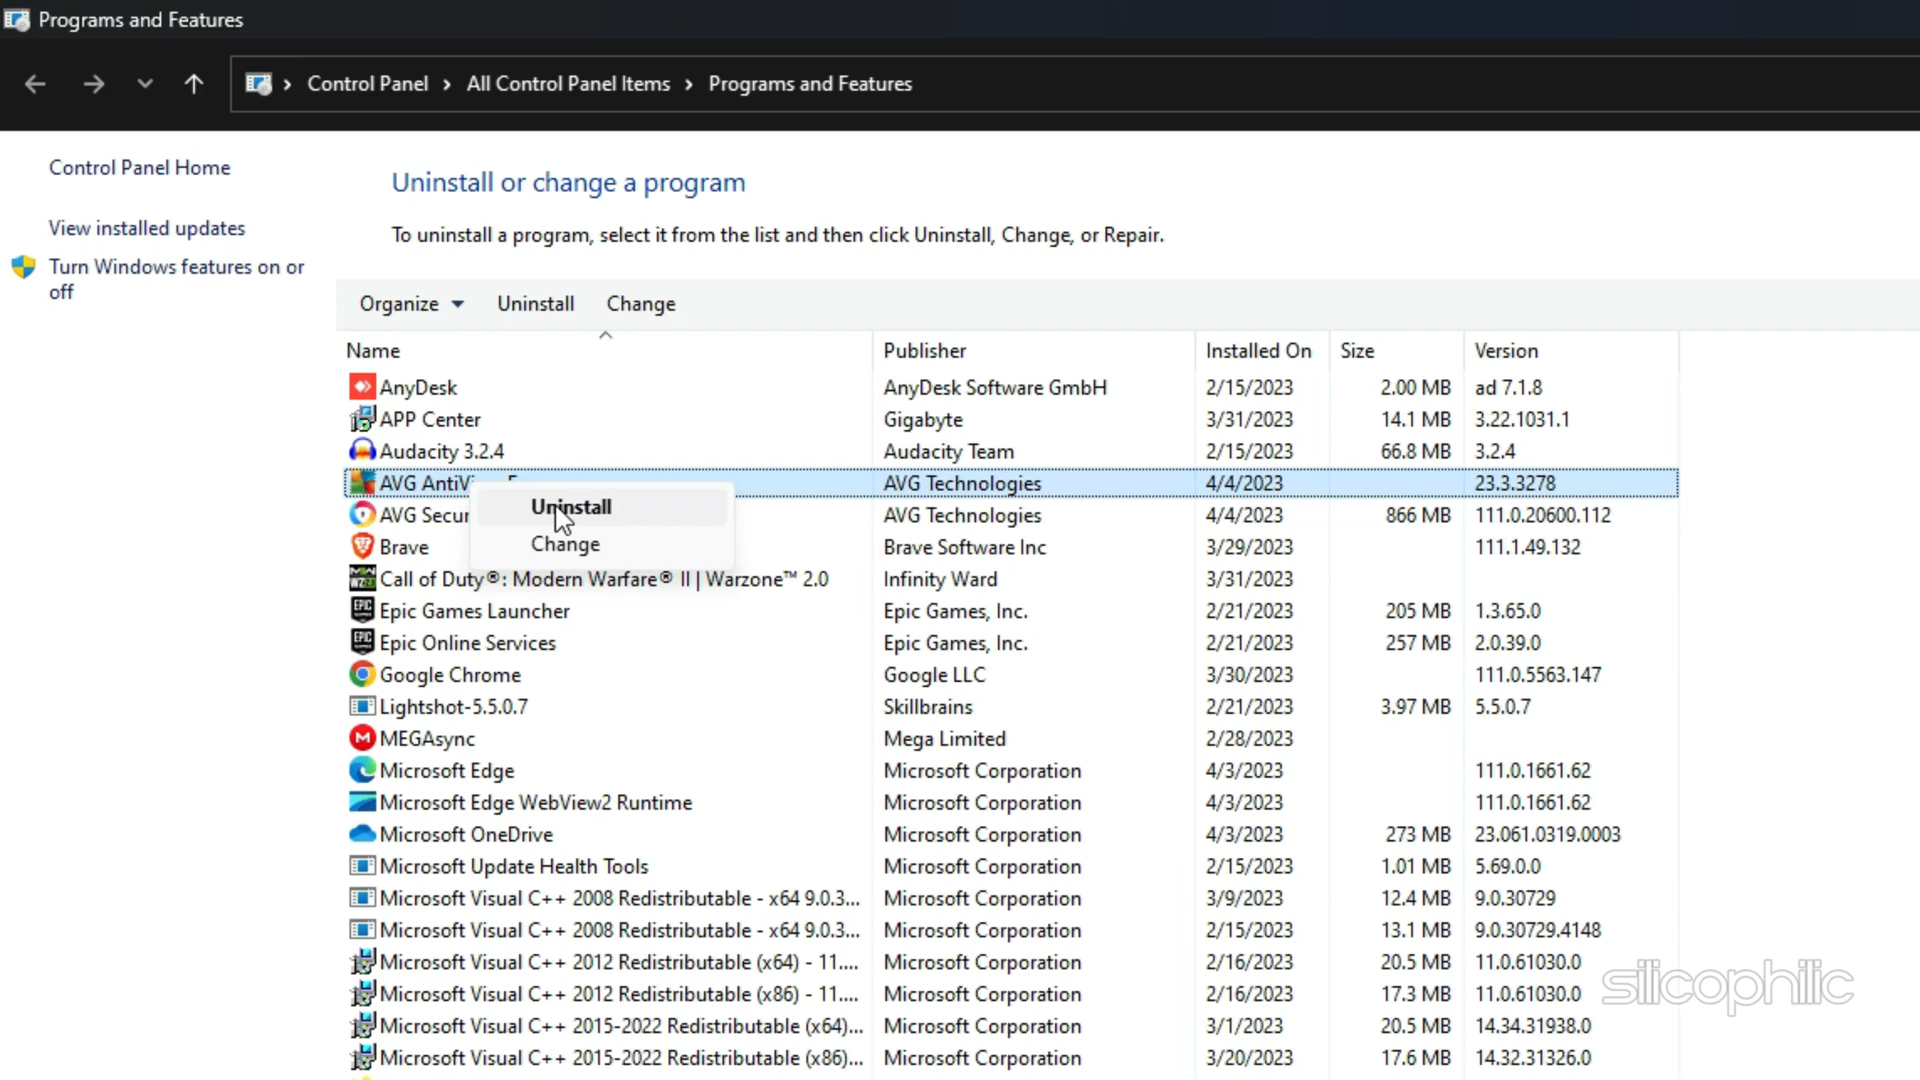 Programs and Features
Control Panel > All Control Panel Items > Programs and Features
Control Panel Home
View installed updates
Turn Windows features on or
off
Uninstall or change a program
To uninstall a program, select it from the list and then click Uninstall, Change, or Repair.
Organize Uninstall Change
Name Publisher Installed On Size Version
AnyDesk AnyDesk Software GmbH 2/15/2023 2.00 MB ad 7.1.8
APP Center Gigabyte 3/31/2023 14.1 MB 3.22.1031.1
Audacity 3.2.4 Audacity Team 2/15/2023 66.8 MB 3.2.4
AVG AVG Technologies 4/4/2023 23.3.3278
Uninstall
AVG AVG Technologies 4/4/2023 866 MB 111.0.20600.112
Change
Brave Brave Software Inc 3/29/2023 111.1.49.132
Call of Duty®: Modern Warfare® II | Warzone™ 2.0 Infinity Ward 3/31/2023
Epic Games Launcher Epic Games, Inc. 2/21/2023 205 MB 1.3.65.0
Epic Online Services Epic Games, Inc. 2/21/2023 257 MB 2.0.39.0
Google Chrome Google LLC 3/30/2023 111.0.5563.147
Lightshot-5.5.0.7 Skillbrains 2/21/2023 3.97 MB 5.5.0.7
MEGAsync Mega Limited 2/28/2023
Microsoft Edge Microsoft Corporation 4/3/2023 111.0.1661.62
Microsoft Edge WebView2 Runtime Microsoft Corporation 4/3/2023 111.0.1661.62
Microsoft OneDrive Microsoft Corporation 4/3/2023 273 MB 23.061.0319.0003
Microsoft Update Health Tools Microsoft Corporation 2/15/2023 1.01 MB 5.69.0.0
Microsoft Visual C++ 2008 Redistributable - x64 9.0.3... Microsoft Corporation 3/9/2023 12.4 MB 9.0.30729
Microsoft Visual C++ 2008 Redistributable - x64 9.0.3... Microsoft Corporation 2/15/2023 13.1 MB 9.0.30729.4148
Microsoft Visual C++ 2012 Redistributable (x64) - 11.... Microsoft Corporation 2/16/2023 20.5 MB 11.0.61030.0
Microsoft Visual C++ 2012 Redistributable (x86) - 11.... Microsoft Corporation 2/16/2023 17.3 MB 11.0.61030.0
Microsoft Visual C++ 2015-2022 Redistributable (x64)... Microsoft Corporation 3/1/2023 20.5 MB 14.34.31938.0
Microsoft Visual C++ 2015-2022 Redistributable (x86)... Microsoft Corporation 3/20/2023 17.6 MB 14.32.31326.0
silicophilic